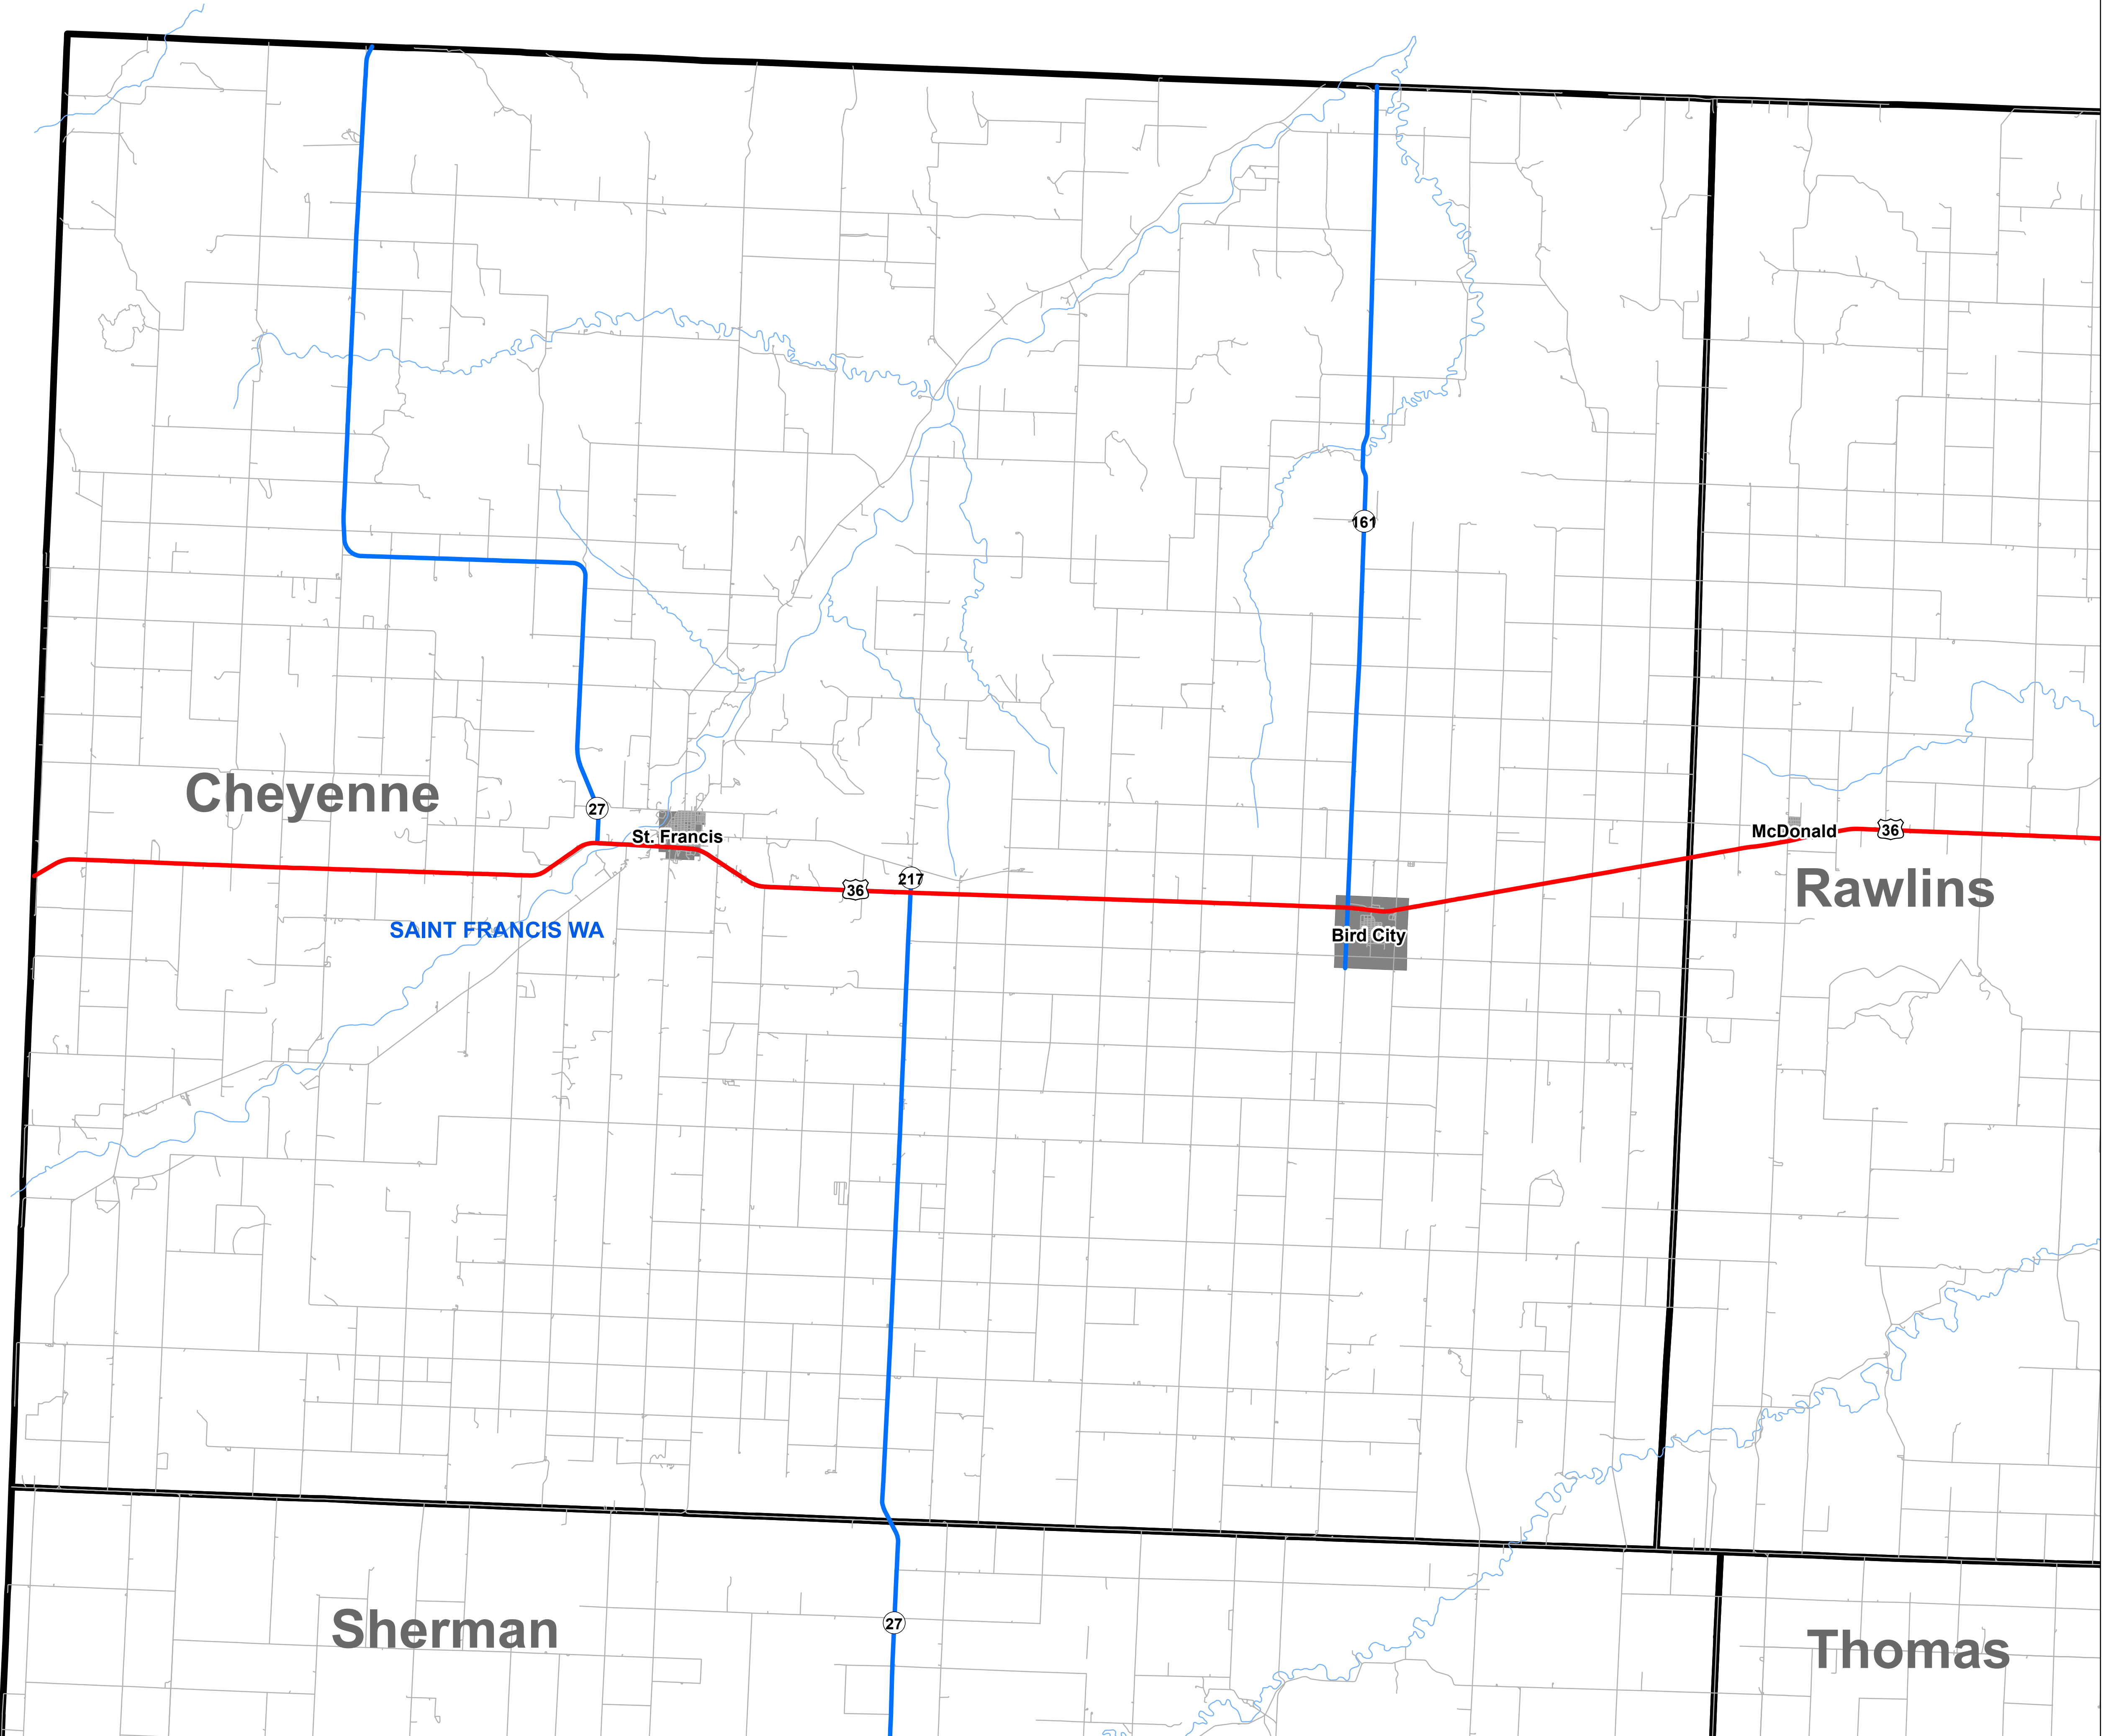 161
Cheyenne
27
St. Francis
McDonald
36
217
36
Rawlins
SAINT FRANCIS WA
Bird City
Sherman
27
Thomas